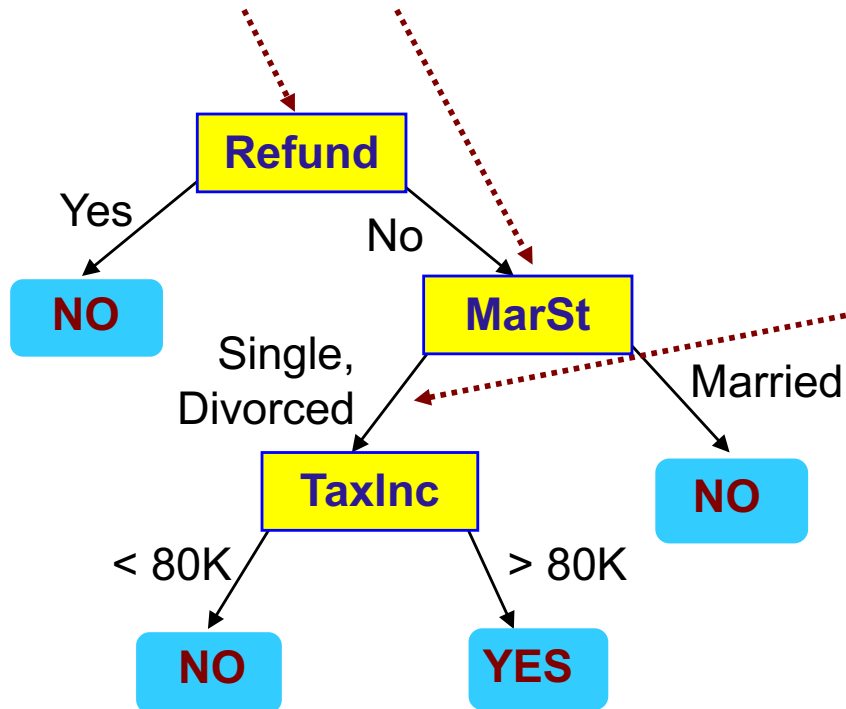 Refund
Yes
No
NO
MarSt
Single,
Divorced
Married
TaxInc
NO
< 80K
> 80K
NO
YES